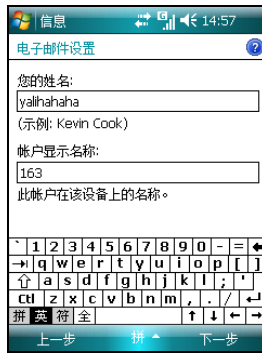 信息 14:57
电子邮件设置
您的姓名:
yalihahaha
(示例: Kevin Cook)
帐户显示名称:
163
此帐户在该设备上的名称。
` 1 2 3 4 5 6 7 8 9 0 - =
q w e r t y u i o p [ ]
a s d f g h j k l ; '
Ctl z x c v b n m , . /
拼 英 符 全
上一步 拼 下一步